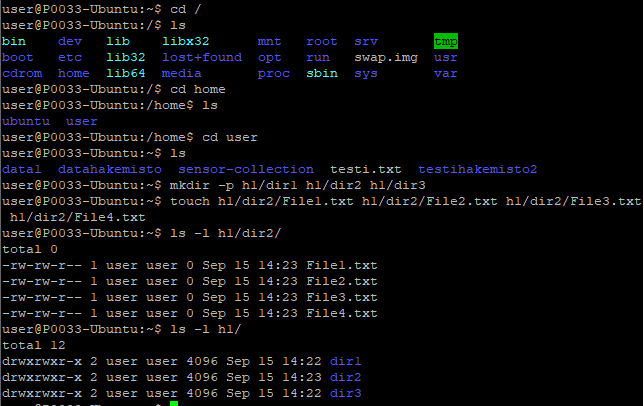 user@P0033-Ubuntu:~$ cd /
user@P0033-Ubuntu:/$ ls
bin    dev   lib    libx32      mnt   root  srv       tmp
boot   etc   lib32  lost+found  opt   run   swap.img  usr
cdrom  home  lib64  media       proc  sbin  sys       var
user@P0033-Ubuntu:/$ cd home
user@P0033-Ubuntu:/home$ ls
ubuntu  user
user@P0033-Ubuntu:/home$ cd user
user@P0033-Ubuntu:~$ ls
data1  datahakemisto  sensor-collection  testi.txt  testihakemisto2
user@P0033-Ubuntu:~$ mkdir -p h1/dir1 h1/dir2 h1/dir3
user@P0033-Ubuntu:~$ touch h1/dir2/File1.txt h1/dir2/File2.txt h1/dir2/File3.txt
 h1/dir2/File4.txt
user@P0033-Ubuntu:~$ ls -l h1/dir2/
total 0
-rw-rw-r-- 1 user user 0 Sep 15 14:23 File1.txt
-rw-rw-r-- 1 user user 0 Sep 15 14:23 File2.txt
-rw-rw-r-- 1 user user 0 Sep 15 14:23 File3.txt
-rw-rw-r-- 1 user user 0 Sep 15 14:23 File4.txt
user@P0033-Ubuntu:~$ ls -l h1/
total 12
drwxrwxr-x 2 user user 4096 Sep 15 14:22 dir1
drwxrwxr-x 2 user user 4096 Sep 15 14:23 dir2
drwxrwxr-x 2 user user 4096 Sep 15 14:22 dir3